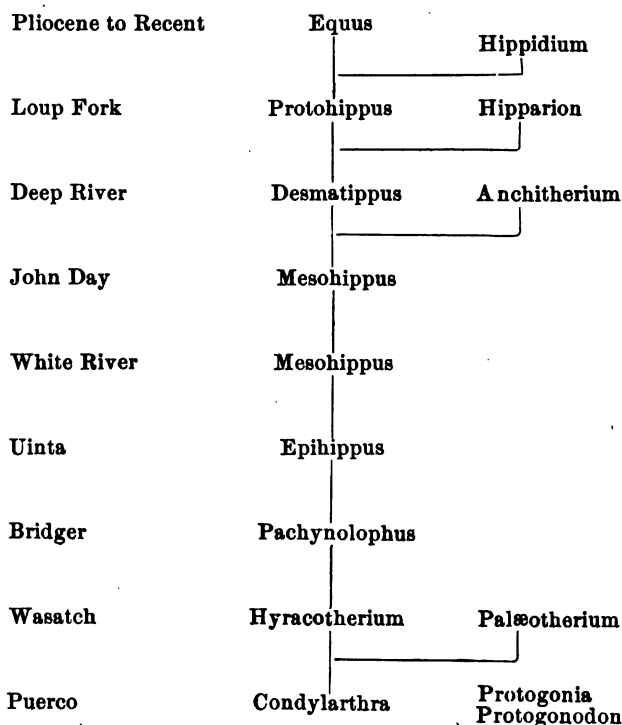 Pliocene to Recent Equus
Hippidium
Loup Fork Protohippus Hipparion
Deep River Desmatippus Anchitherium
John Day Mesohippus
White River Mesohippus
Uinta Epihippus
Bridger Pachynolophus
Wasatch Hyracotherium Palæotherium
Puerco Condylarthra Protogonia
Protogonodon